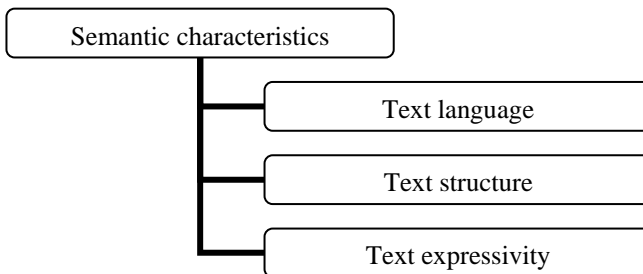 Semantic characteristics
Text language
Text structure
Text expressivity